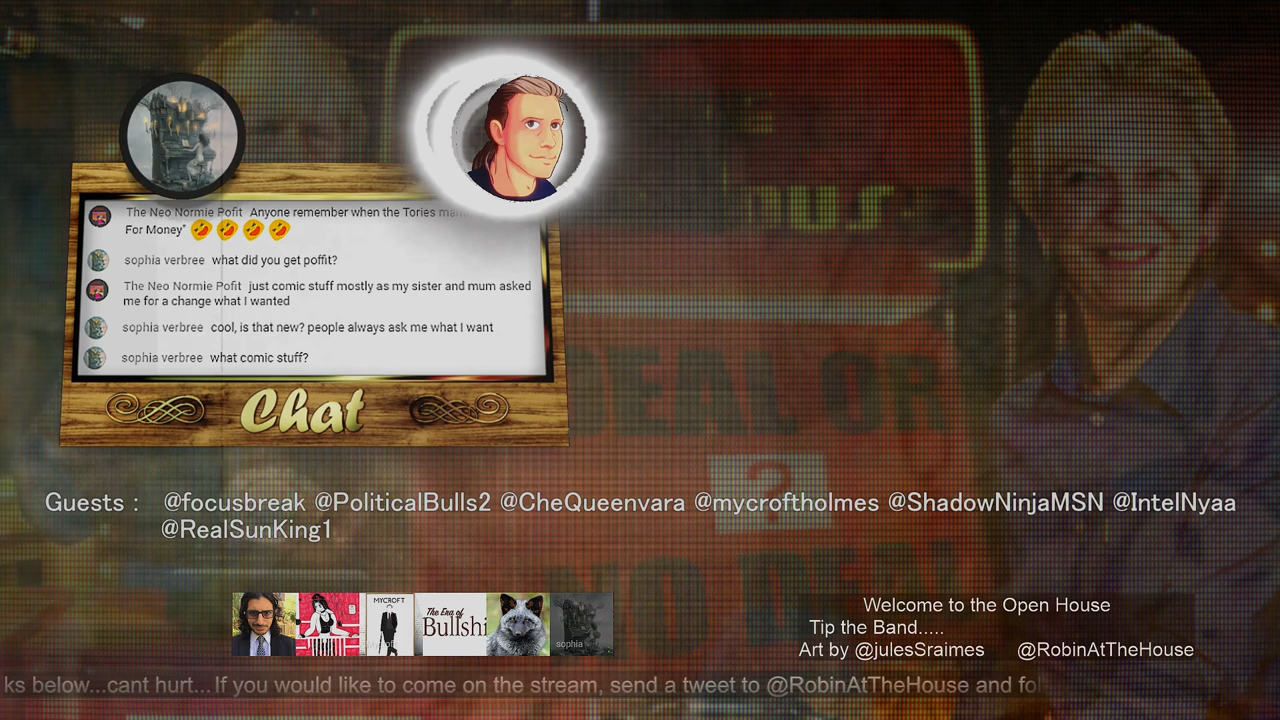 The Neo Normie Pofit Anyone remember when the Tories
For Money"
sophia verbree what did you get poffit?
The Neo Normie Pofit just comic stuff mostly as my sister and mum asked
me for a change what I wanted
sophia verbree cool, is that new? people always ask me what I want
sophia verbree what comic stuff?
Chat
DEAL OR
?
NO DEAL
Guests : @focusbreak @PoliticalBulls2 @CheQueenvara @mycroftholmes @ShadowNinjaMSN @IntelNyaa
@RealSunKing1
MYCROFT
The Era of
Bullshi
sophia
Welcome to the Open House
Tip the Band.....
Art by @julesSraimes @RobinAtTheHouse
ks below...cant hurt... If you would like to come on the stream, send a tweet to @RobinAtTheHouse and fol